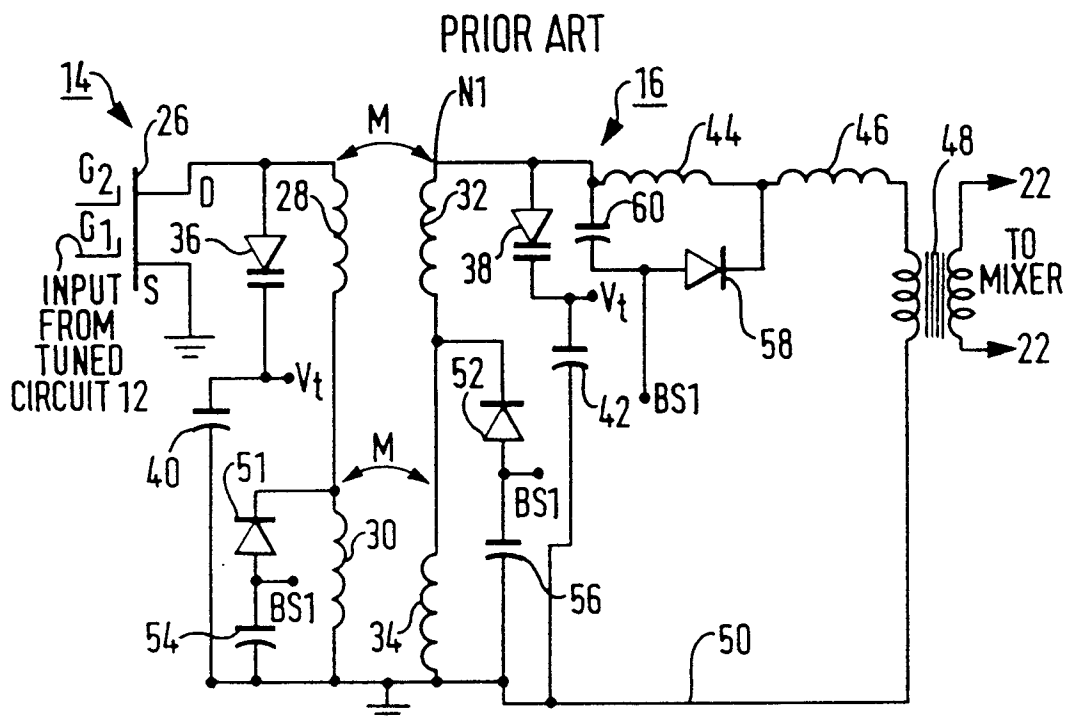 PRIOR ART
14
26
G2
G1
D
S
INPUT
FROM
TUNED
CIRCUIT 12
36
28
M
N1
32
16
44
46
48
22
TO
MIXER
22
60
38
58
Vt
Vt
42
BS1
40
52
M
51
30
BS1
BS1
56
54
34
50